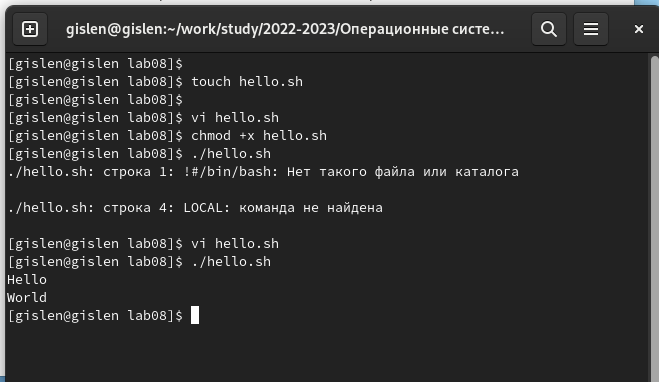 gislen@gislen:~/work/study/2022-2023/Операционные систе...
[gislen@gislen lab08]$
[gislen@gislen lab08]$ touch hello.sh
[gislen@gislen lab08]$
[gislen@gislen lab08]$ vi hello.sh
[gislen@gislen lab08]$ chmod +x hello.sh
[gislen@gislen lab08]$ ./hello.sh
./hello.sh: строка 1: !#/bin/bash: Нет такого файла или каталога
./hello.sh: строка 4: LOCAL: команда не найдена
[gislen@gislen lab08]$ vi hello.sh
[gislen@gislen lab08]$ ./hello.sh
Hello
World
[gislen@gislen lab08]$